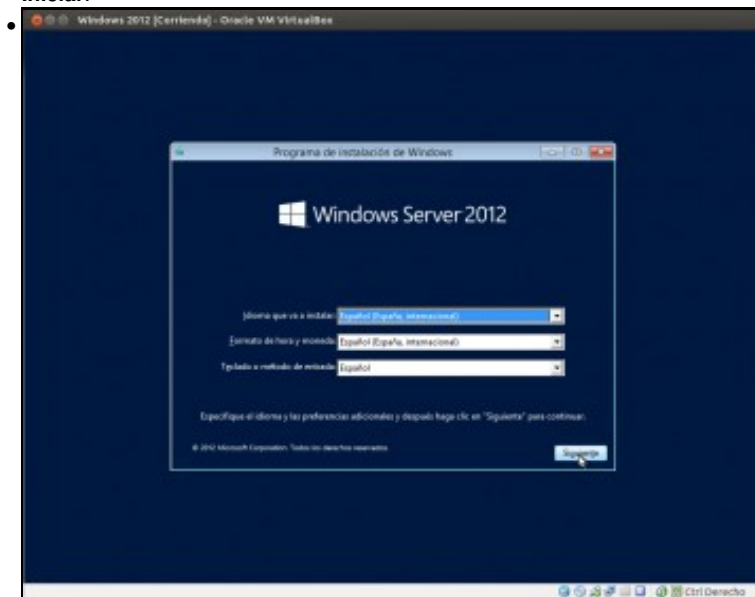 Iniciar.
Windows 2012 [Corriendo] - Oracle VM VirtualBox
Programa de instalación de Windows
Windows Server 2012
Idioma que va a instalar: Español (España, internacional)
Formato de hora y moneda: Español (España, internacional)
Teclado o método de entrada: Español
Especifique el idioma y las preferencias adicionales y después haga clic en "Siguiente" para continuar.
© 2012 Microsoft Corporation. Todos los derechos reservados.
Siguiente
Ctrl Derecho